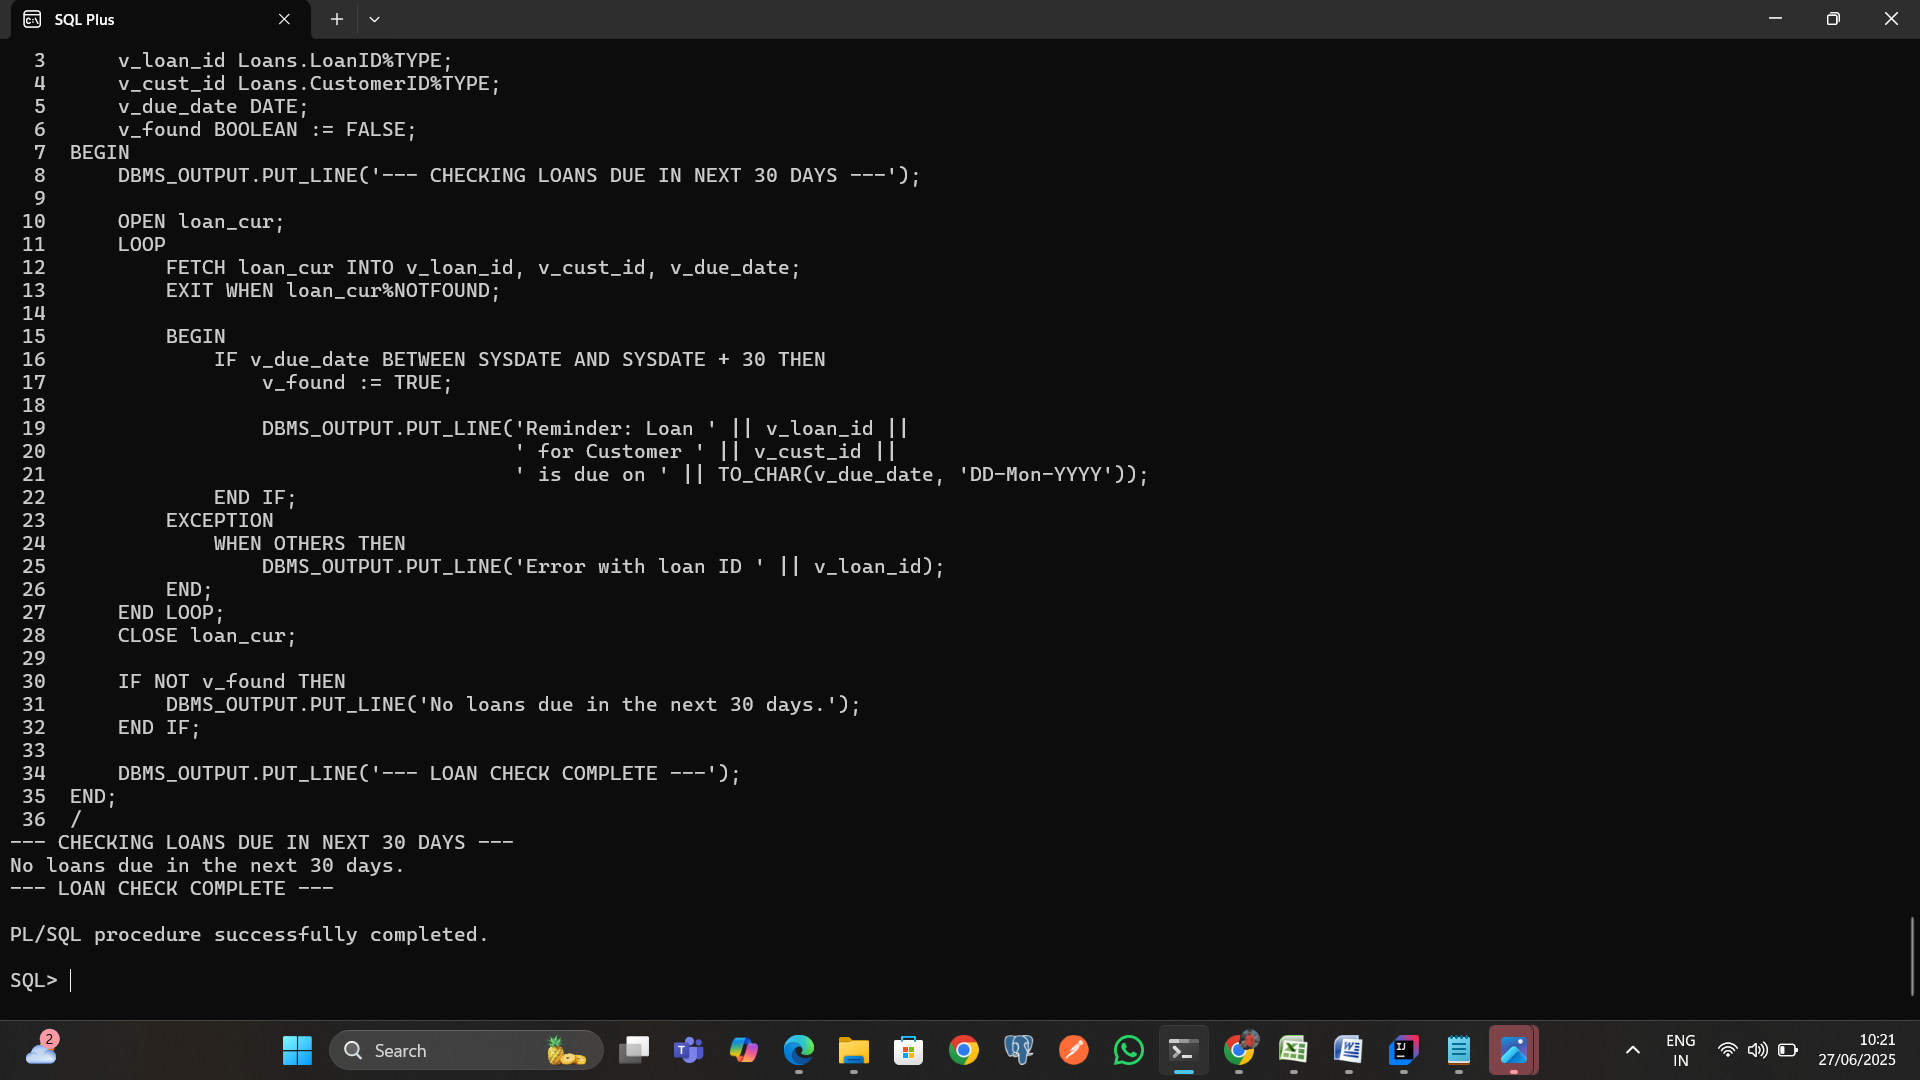 SQL Plus
3      v_loan_id Loans.LoanID%TYPE;
4      v_cust_id Loans.CustomerID%TYPE;
5      v_due_date DATE;
6      v_found BOOLEAN := FALSE;
7  BEGIN
8      DBMS_OUTPUT.PUT_LINE('--- CHECKING LOANS DUE IN NEXT 30 DAYS ---');
9
10      OPEN loan_cur;
11      LOOP
12          FETCH loan_cur INTO v_loan_id, v_cust_id, v_due_date;
13          EXIT WHEN loan_cur%NOTFOUND;
14
15          BEGIN
16              IF v_due_date BETWEEN SYSDATE AND SYSDATE + 30 THEN
17                  v_found := TRUE;
18
19                  DBMS_OUTPUT.PUT_LINE('Reminder: Loan ' || v_loan_id ||
20                                       ' for Customer ' || v_cust_id ||
21                                       ' is due on ' || TO_CHAR(v_due_date, 'DD-Mon-YYYY'));
22              END IF;
23          EXCEPTION
24              WHEN OTHERS THEN
25                  DBMS_OUTPUT.PUT_LINE('Error with loan ID ' || v_loan_id);
26          END;
27      END LOOP;
28      CLOSE loan_cur;
29
30      IF NOT v_found THEN
31          DBMS_OUTPUT.PUT_LINE('No loans due in the next 30 days.');
32      END IF;
33
34      DBMS_OUTPUT.PUT_LINE('--- LOAN CHECK COMPLETE ---');
35  END;
36  /
--- CHECKING LOANS DUE IN NEXT 30 DAYS ---
No loans due in the next 30 days.
--- LOAN CHECK COMPLETE ---
PL/SQL procedure successfully completed.
SQL>
2
Search
ENG
IN
10:21
27/06/2025